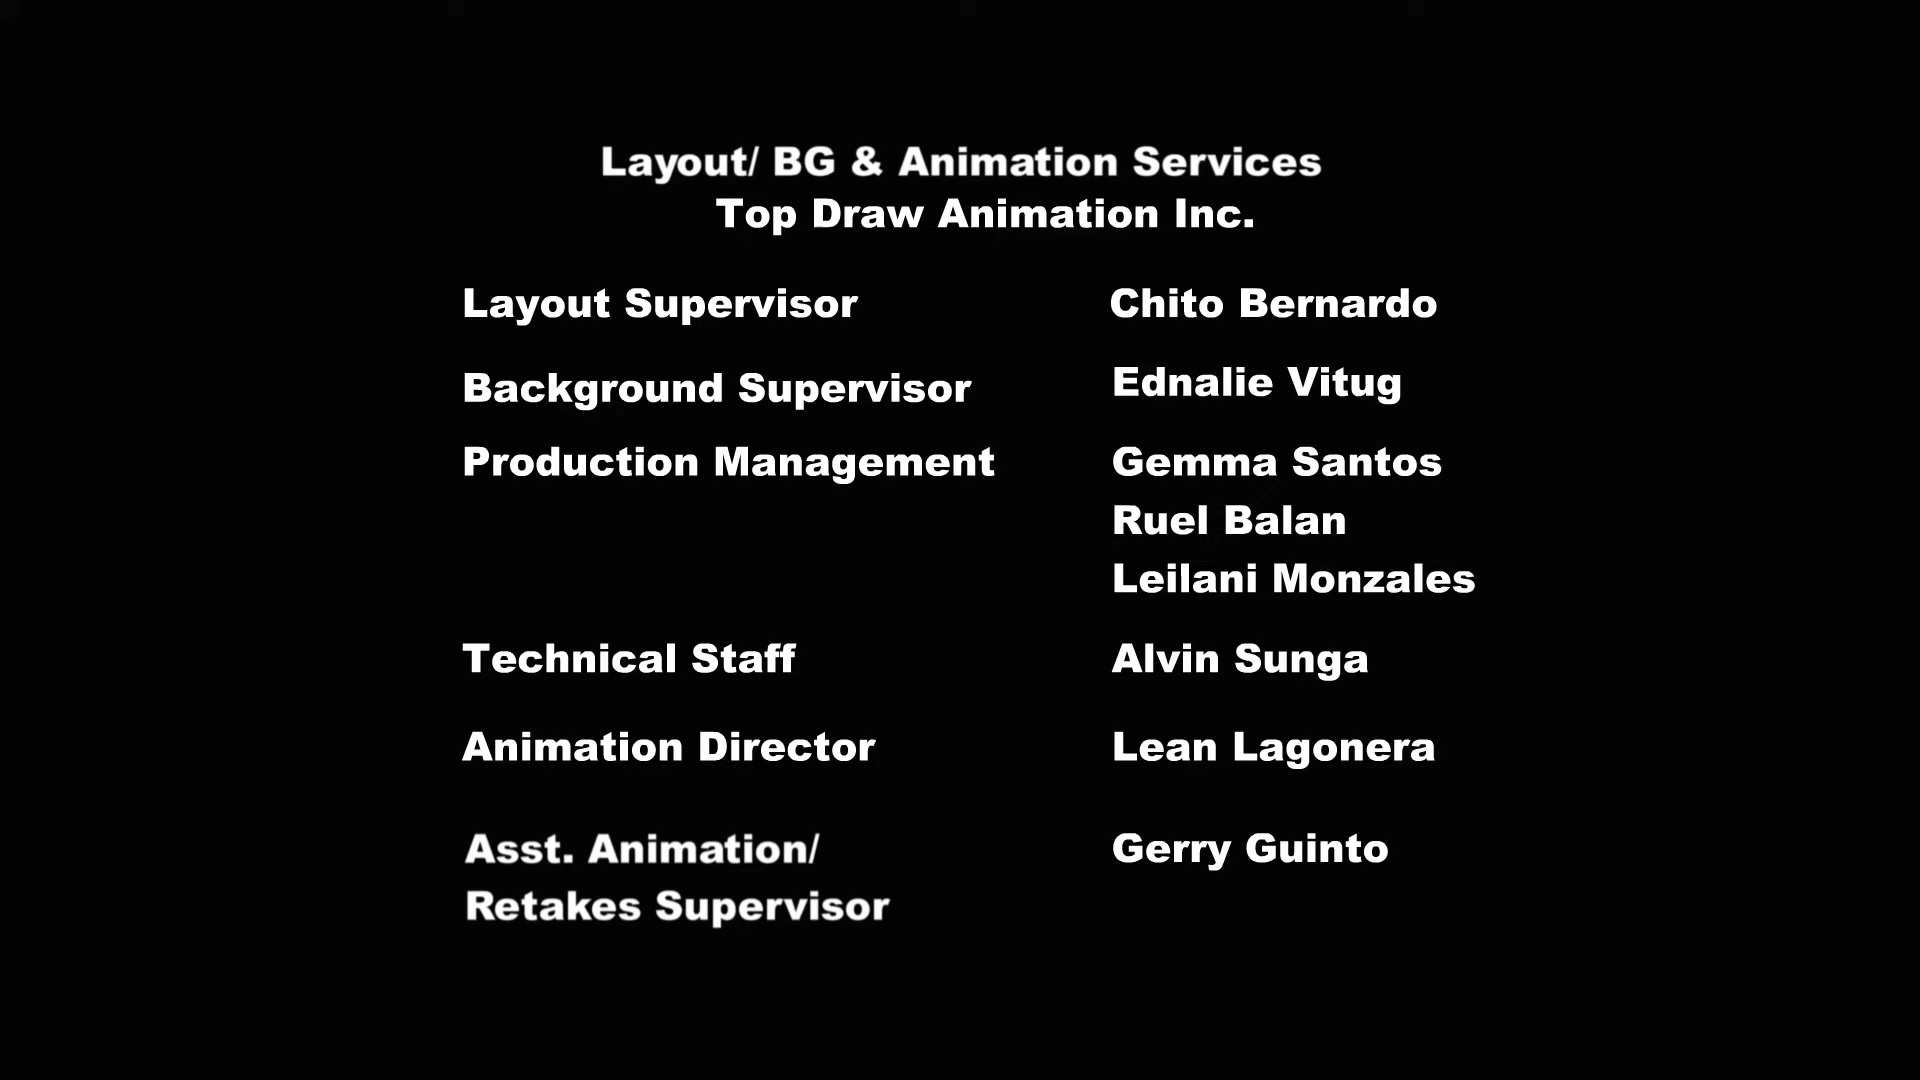 Layout/ BG & Animation Services
Top Draw Animation Inc.
Layout Supervisor Chito Bernardo
Background Supervisor Ednalie Vitug
Production Management Gemma Santos
Ruel Balan
Leilani Monzales
Technical Staff Alvin Sunga
Animation Director Lean Lagonera
Asst. Animation/ Gerry Guinto
Retakes Supervisor